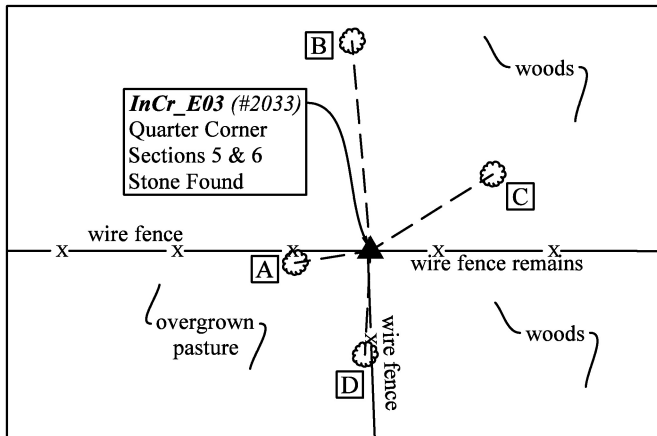 B
woods
InCr_E03 (#2033)
Quarter Corner
Sections 5 & 6
Stone Found
C
wire fence
x x x x x
A
wire fence remains
overgrown
pasture
wire fence
x
woods
D